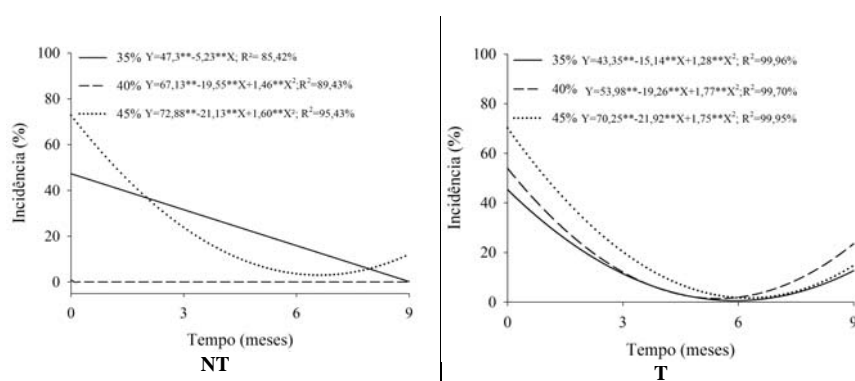 100
80
60
40
20
0
Incidência (%)
35% Y=47,3**-5,23**X; R²= 85,42%
40% Y=67,13**-19,55**X+1,46**X²;R²=89,43%
45% Y=72,88**-21,13**X+1,60**X²; R²=95,43%
0 3 6 9
Tempo (meses)
NT
100
80
60
40
20
0
Incidência (%)
35% Y=43,35**-15,14**X+1,28**X²; R²=99,96%
40% Y=53,98**-19,26**X+1,77**X²;R²=99,70%
45% Y=70,25**-21,92**X+1,75**X²; R²=99,95%
0 3 6 9
Tempo (meses)
T